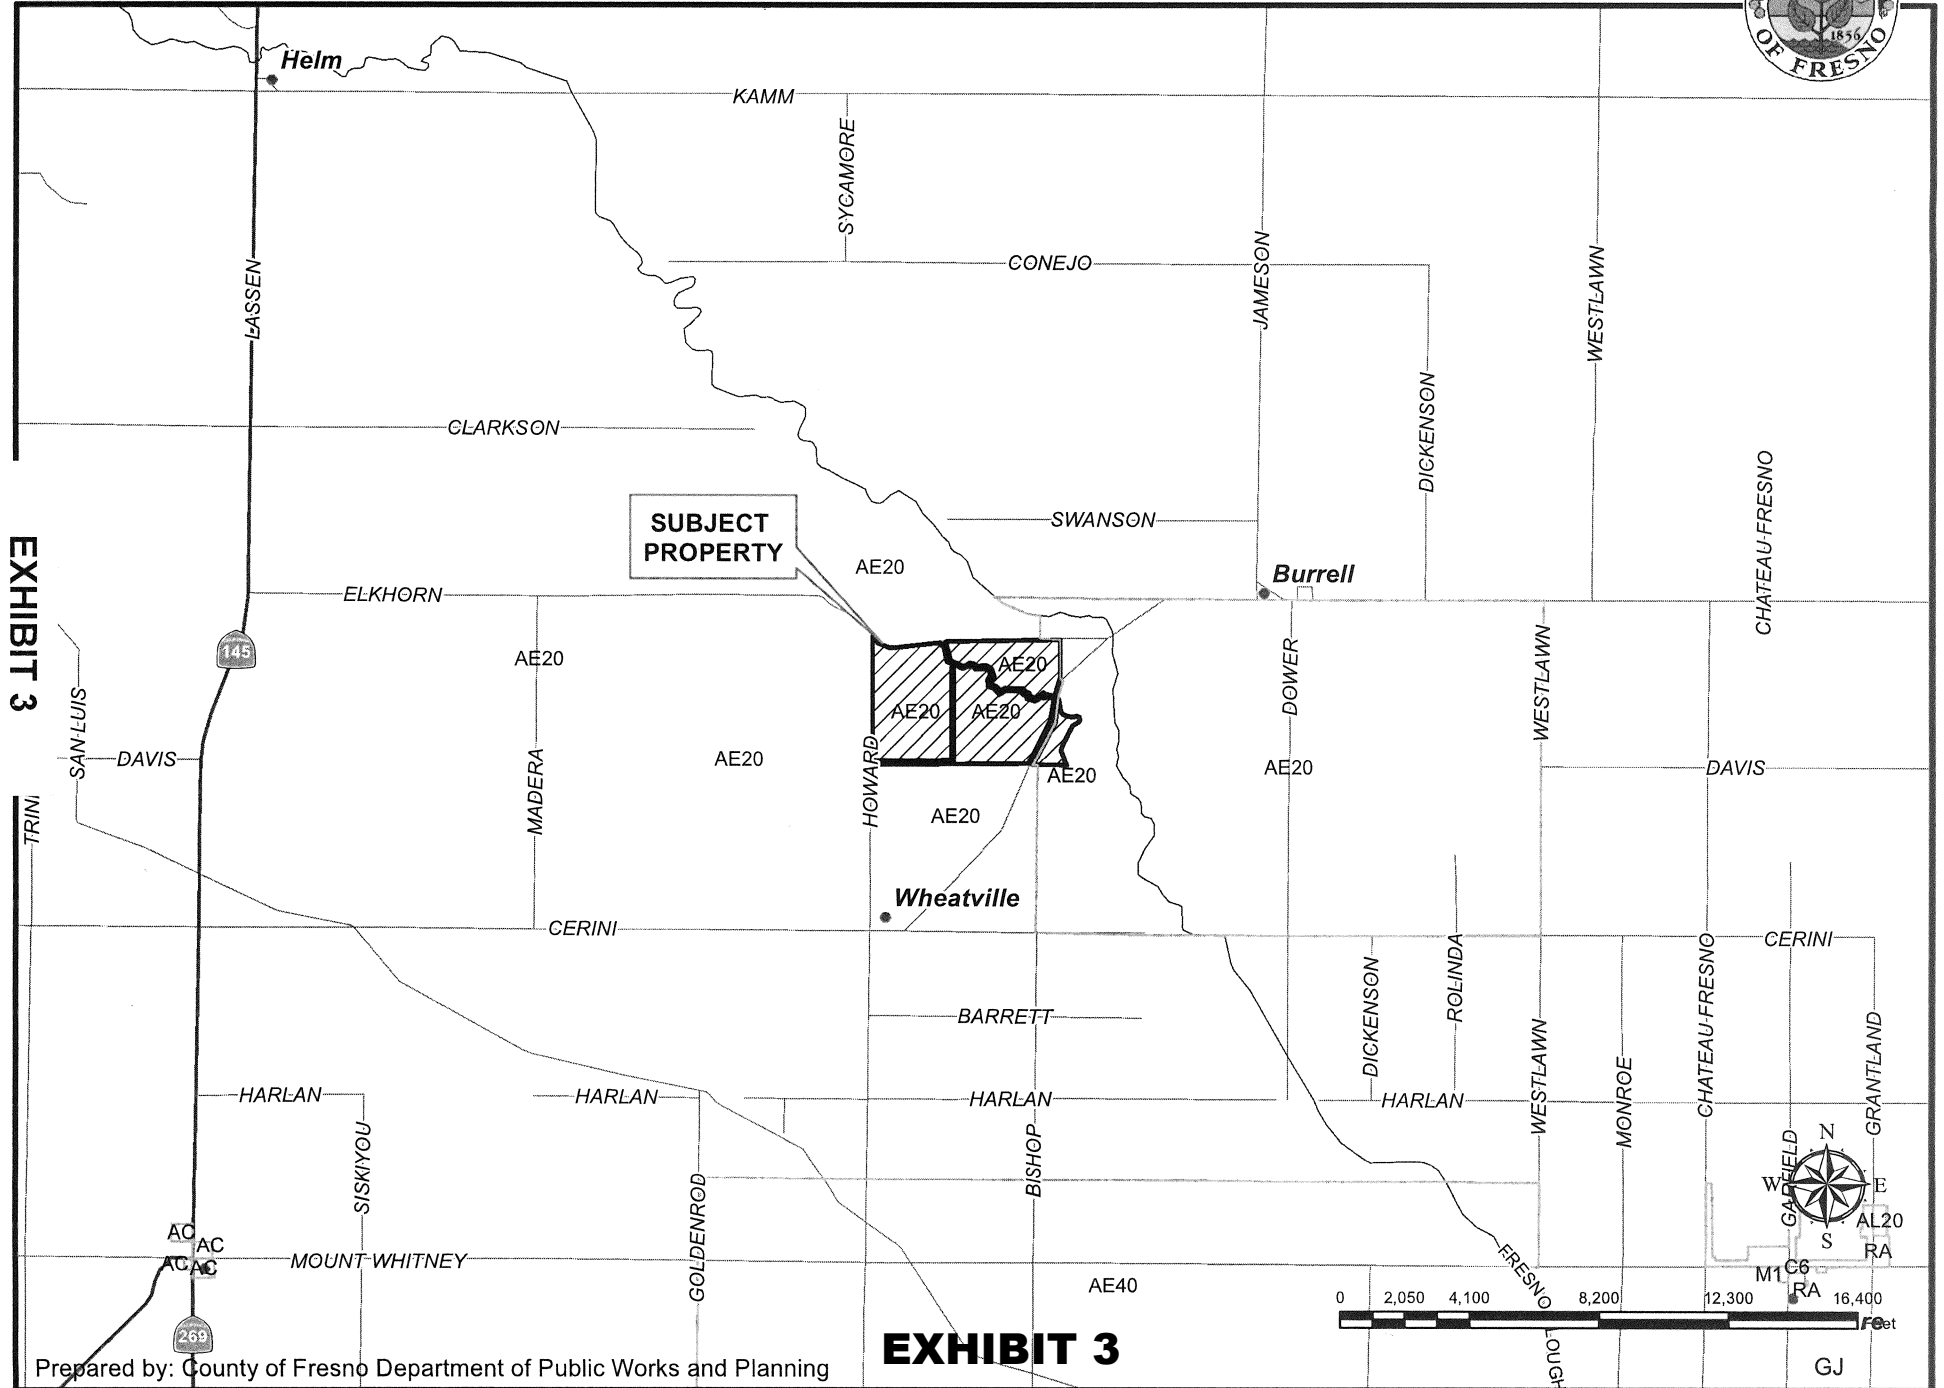 1856
OF FRESNO
Helm
KAMM
SYCAMORE
CONEJO
LASSEN
JAMESON
WESTLAWN
DICKENSON
CLARKSON
CHATEAU-FRESNO
SUBJECT
PROPERTY
SWANSON
AE20
Burrell
ELKHORN
EXHIBIT 3
145
AE20
AE20
AE20
AE20
DOWER
WESTLAWN
SAN LUIS
DAVIS
MADERA
AE20
HOWARD
AE20
AE20
DAVIS
TRINI
AE20
Wheatville
CERINI
CERINI
DICKENSON
ROLINDA
CHATEAU-FRESNO
BARRETT
GRANTLAND
HARLAN
HARLAN
HARLAN
HARLAN
WESTLAWN
MONROE
SISKIYOU
GOLDENROD
BISHOP
GARFIELD
N
W
E
S
AL20
RA
AC
AC
AC
AC
MOUNT WHITNEY
AE40
FRESNO
LOUGH
M1
C6
RA
0 2,050 4,100 8,200 12,300 16,400
269
EXHIBIT 3
Prepared by: County of Fresno Department of Public Works and Planning
GJ